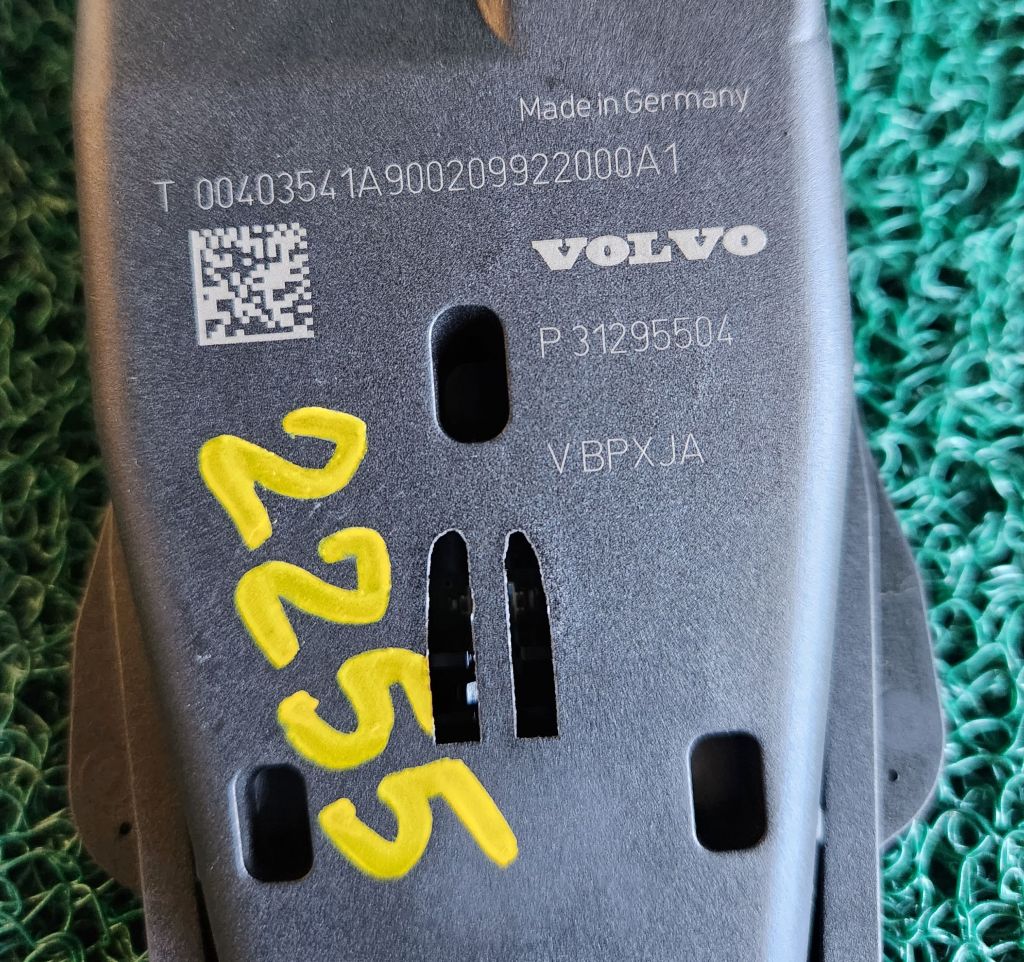 Made in Germany
T 00403541A900209922000A1
VOLVO
P 31295504
V BPXJA
2255